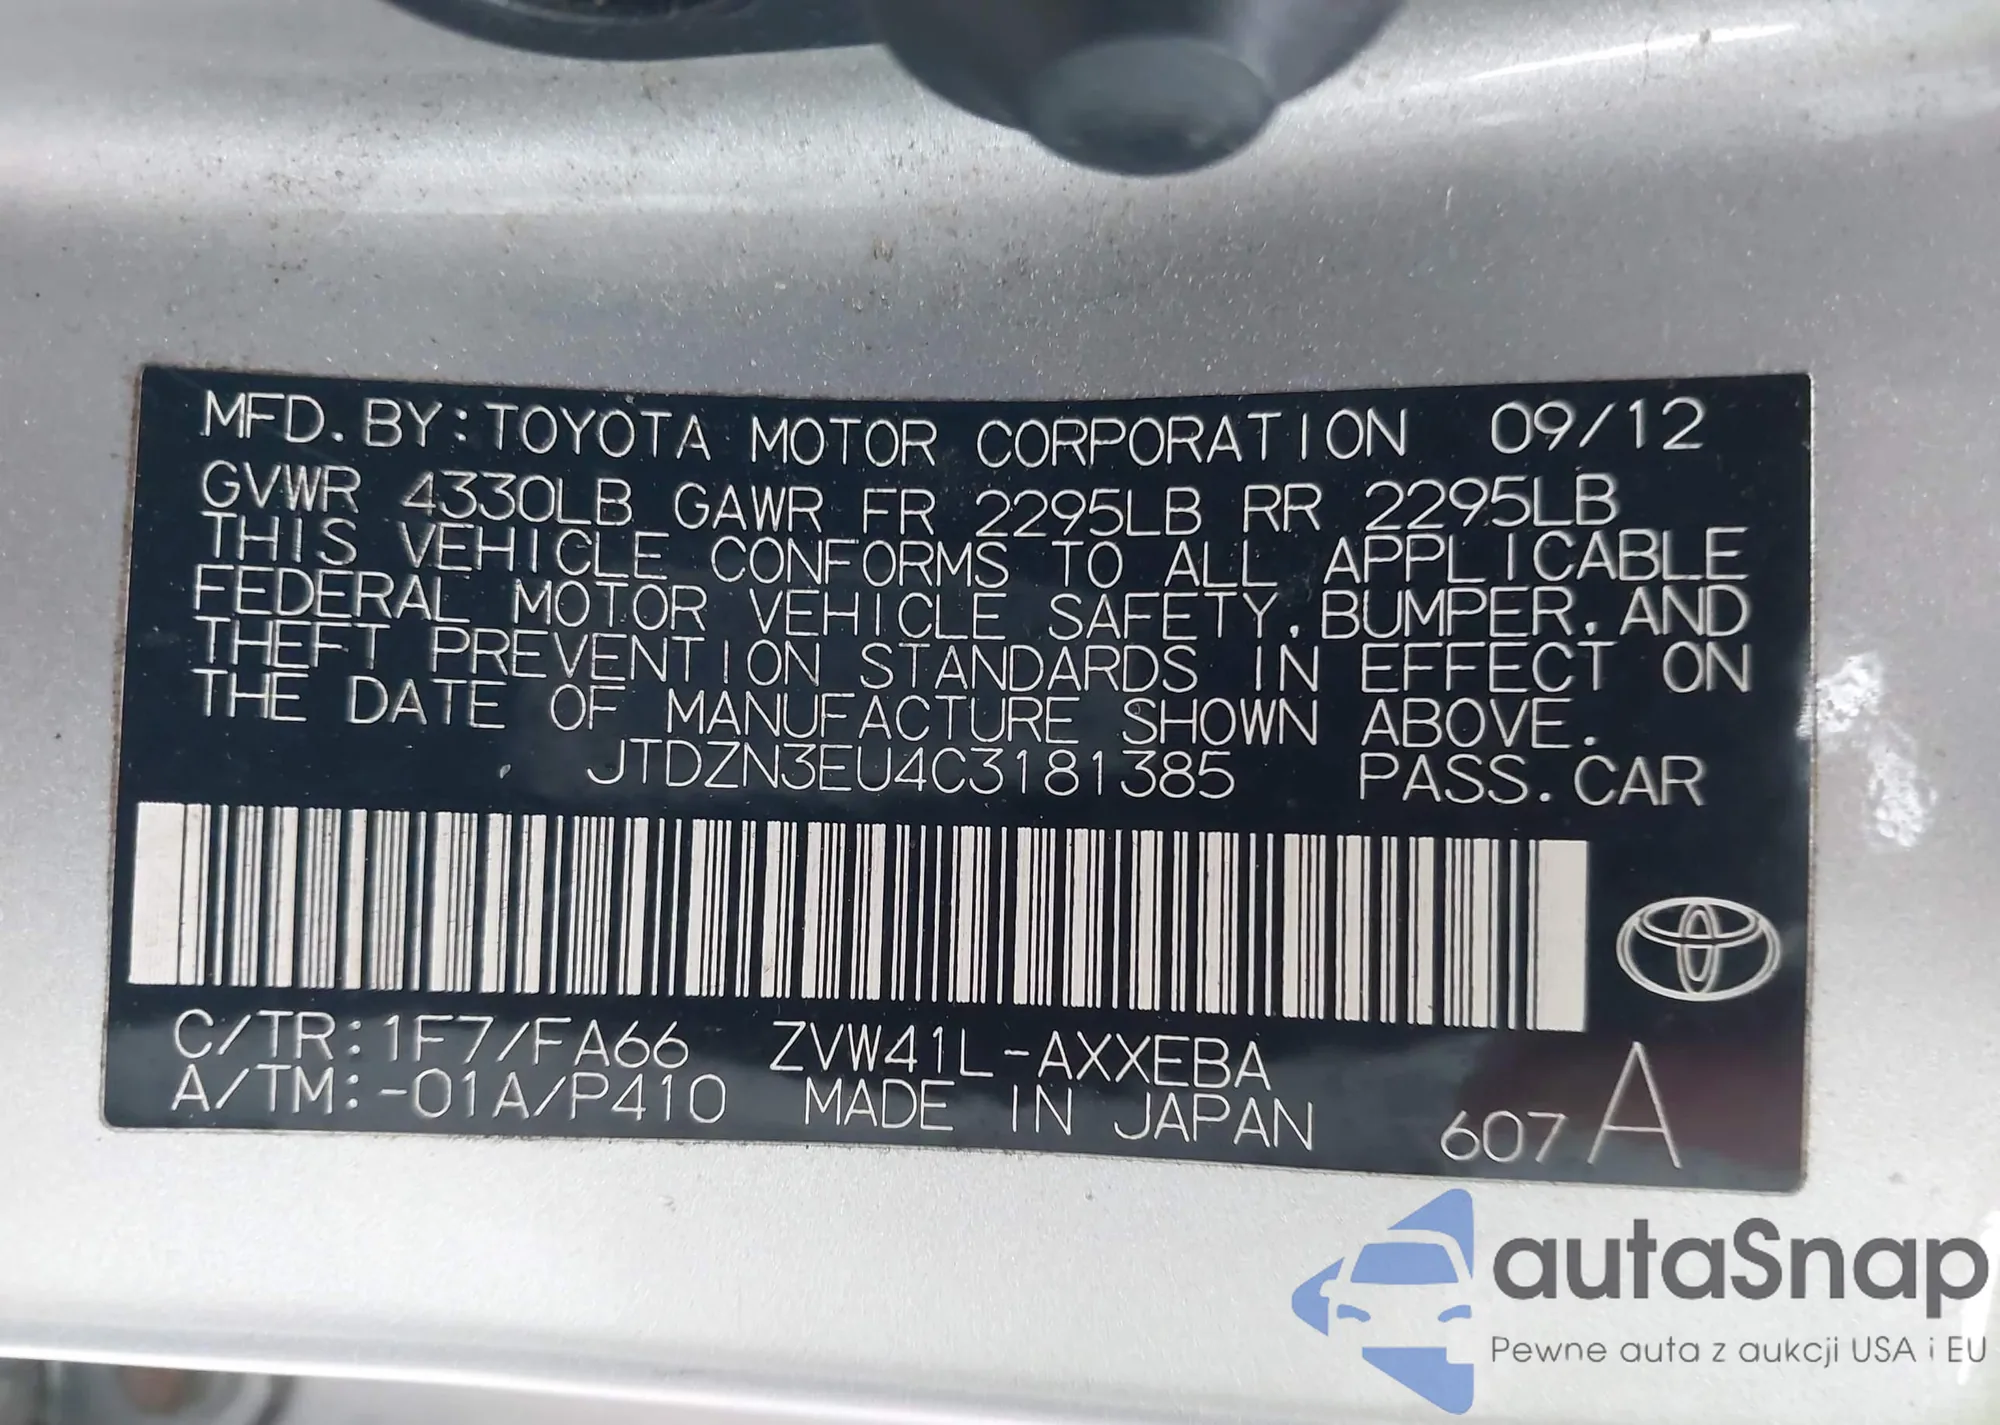 MFD. BY: TOYOTA MOTOR CORPORATION 09/12
GVWR 4330LB GAWR FR 2295LB RR 2295LB
THIS VEHICLE CONFORMS TO ALL APPLICABLE
FEDERAL MOTOR VEHICLE SAFETY, BUMPER, AND
THEFT PREVENTION STANDARDS IN EFFECT ON
THE DATE OF MANUFACTURE SHOWN ABOVE.
JTDZN3EU4C3181385 PASS. CAR
C/TR: 1F7/FA66 ZVW41L-AXXEBA
A/TM: -01A/P410 MADE IN JAPAN 607 A
autaSnap
Pewne auta z aukcji USA i EU